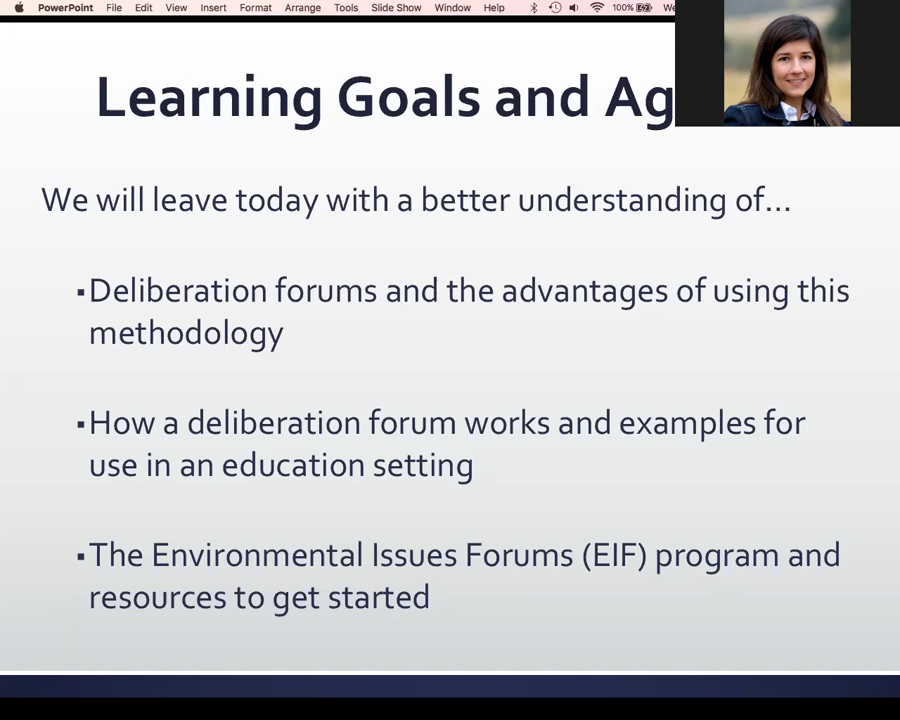 PowerPoint File Edit View Insert Format Arrange Tools Slide Show Window Help 100%
Learning Goals and
We will leave today with a better understanding of...
▪Deliberation forums and the advantages of using this
methodology
▪How a deliberation forum works and examples for
use in an education setting
▪The Environmental Issues Forums (EIF) program and
resources to get started